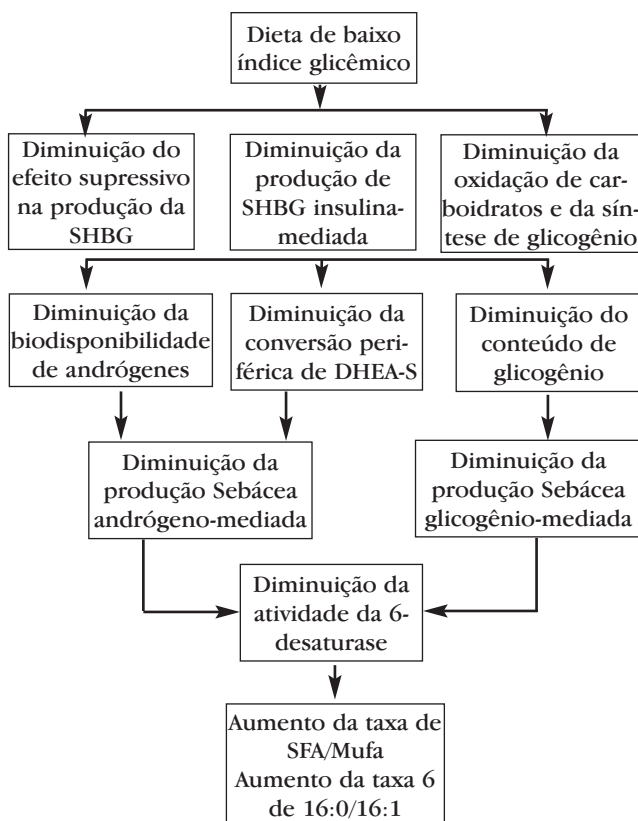 Dieta de baixo
índice glicêmico
Diminuição do
efeito supressivo
na produção da
SHBG
Diminuição da
produção de
SHBG insulina-
mediada
Diminuição da
oxidação de car-
boidratos e da sín-
tese de glicogênio
Diminuição da
biodisponibilidade
de andrógenes
Diminuição da
conversão peri-
férica de DHEA-S
Diminuição do
conteúdo de
glicogênio
Diminuição da
produção Sebácea
andrógeno-mediada
Diminuição da
produção Sebácea
glicogênio-mediada
Diminuição da
atividade da 6-
desaturase
Aumento da taxa de
SFA/Mufa
Aumento da taxa 6
de 16:0/16:1